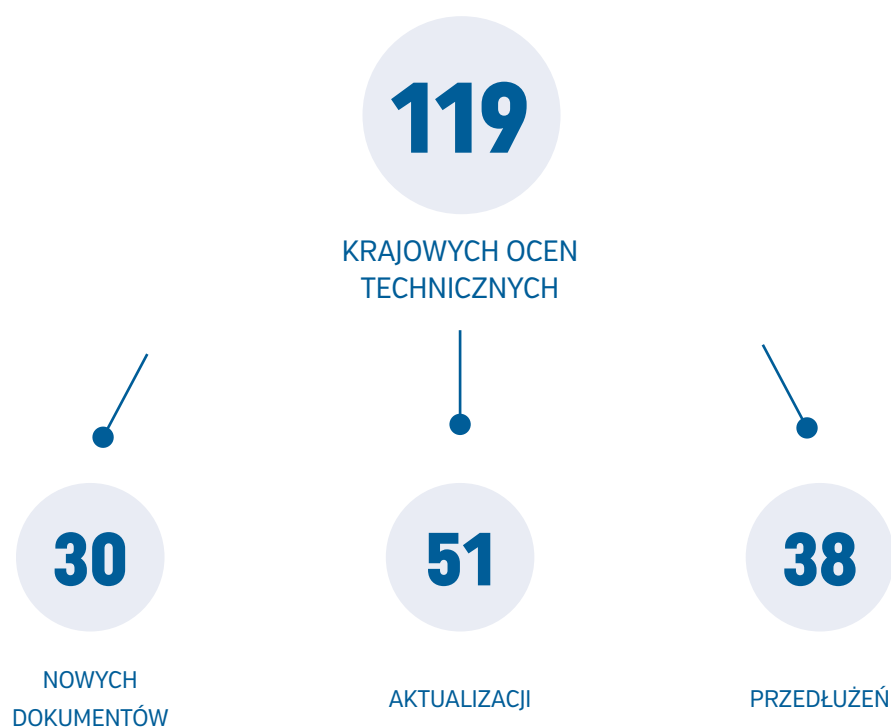 119
KRAJOWYCH OCEN
TECHNICZNYCH
30
NOWYCH
DOKUMENTÓW
51
AKTUALIZACJI
38
PRZEDŁUŻEŃ